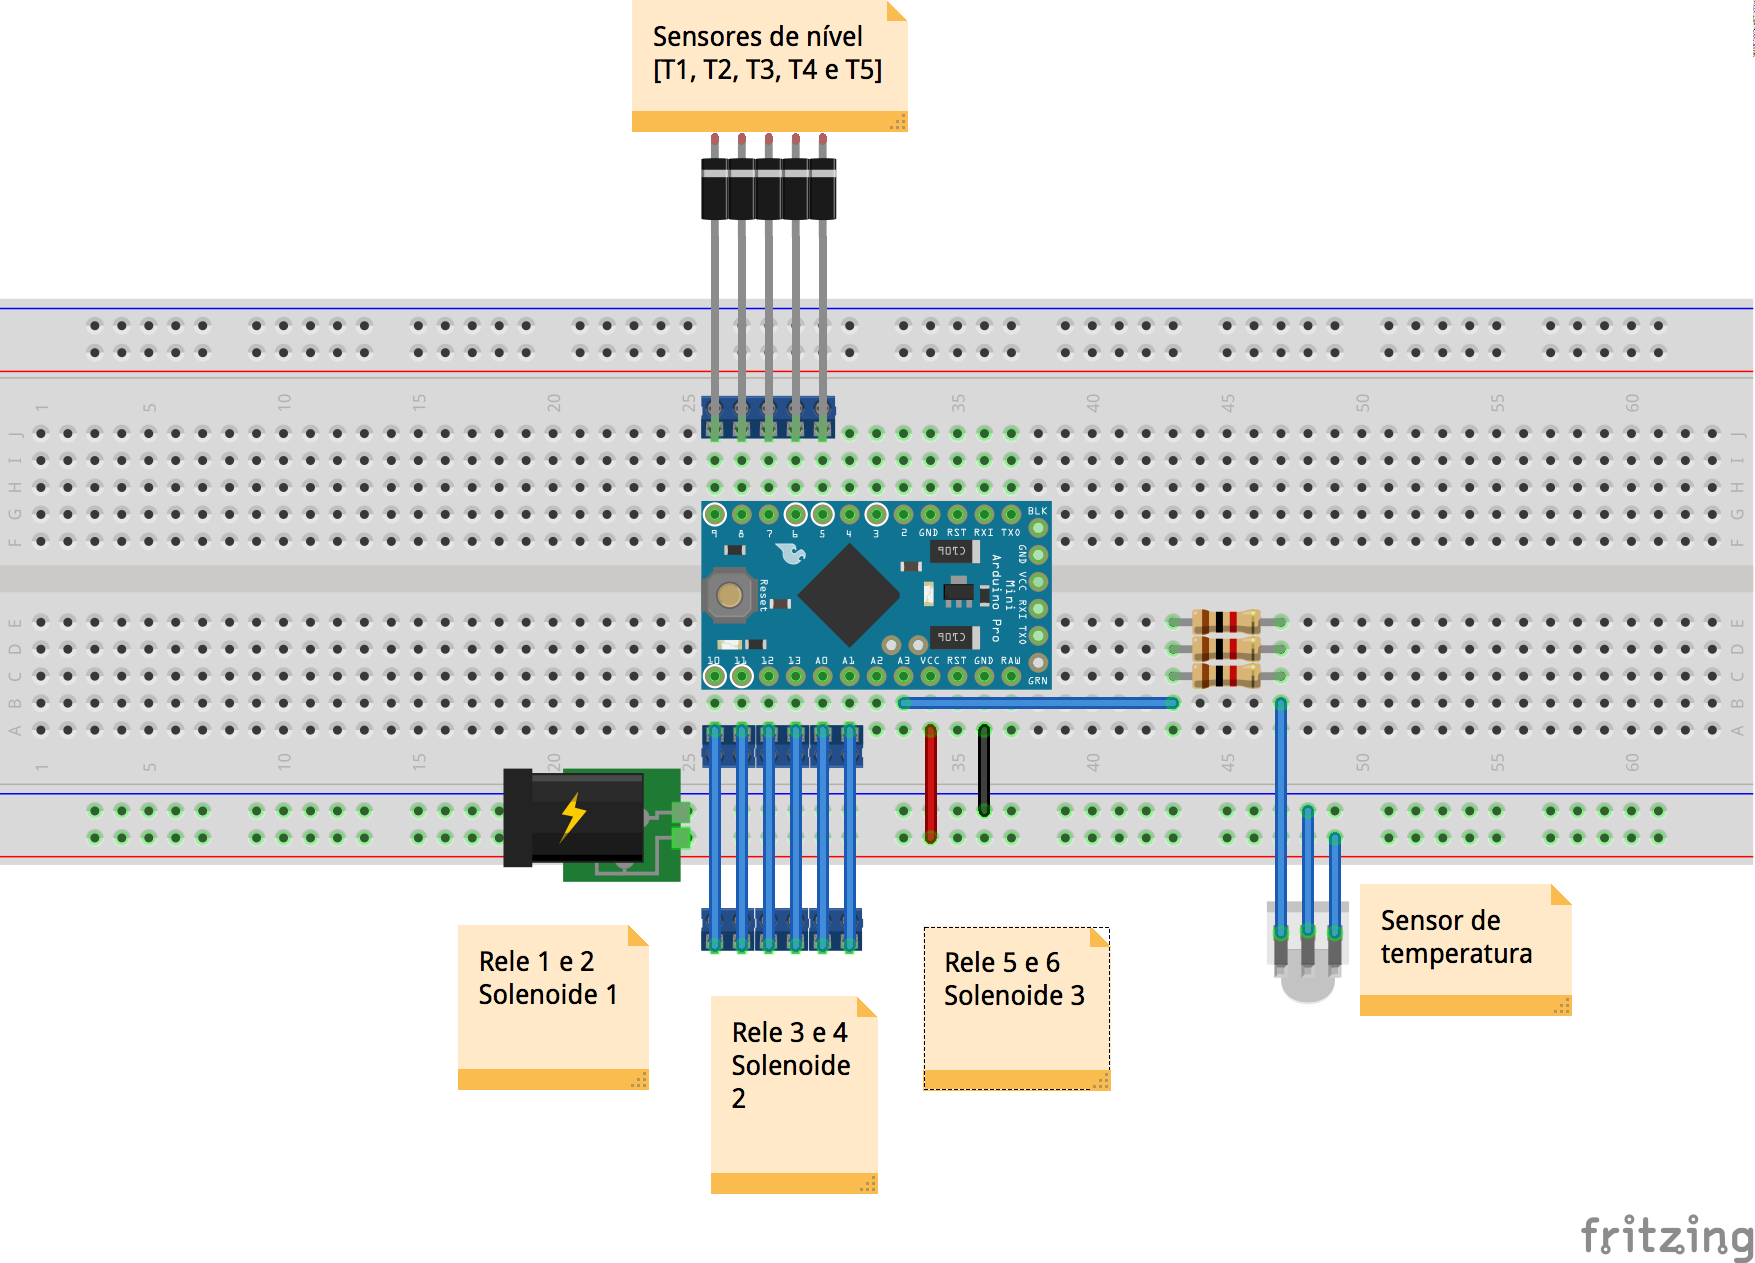 Sensores de nível
[T1, T2, T3, T4 e T5]
1 5 10 15 20 25 35 40 45 50 55 60
J J
I I
H H
G G
F F
BLK
9 8 7 6 5 4 3 2 GND RST RXI TXO
GND VCC RXI TXO
Reset
Arduino Pro
Mini
10 11 12 13 A0 A1 A2 A3 VCC RST GND RAW
GRN
E E
D D
C C
B B
A A
1 5 10 15 20 25 35 40 45 50 55 60
Rele 1 e 2
Solenoide 1
Rele 3 e 4
Solenoide
2
Rele 5 e 6
Solenoide 3
Sensor de
temperatura
fritzing